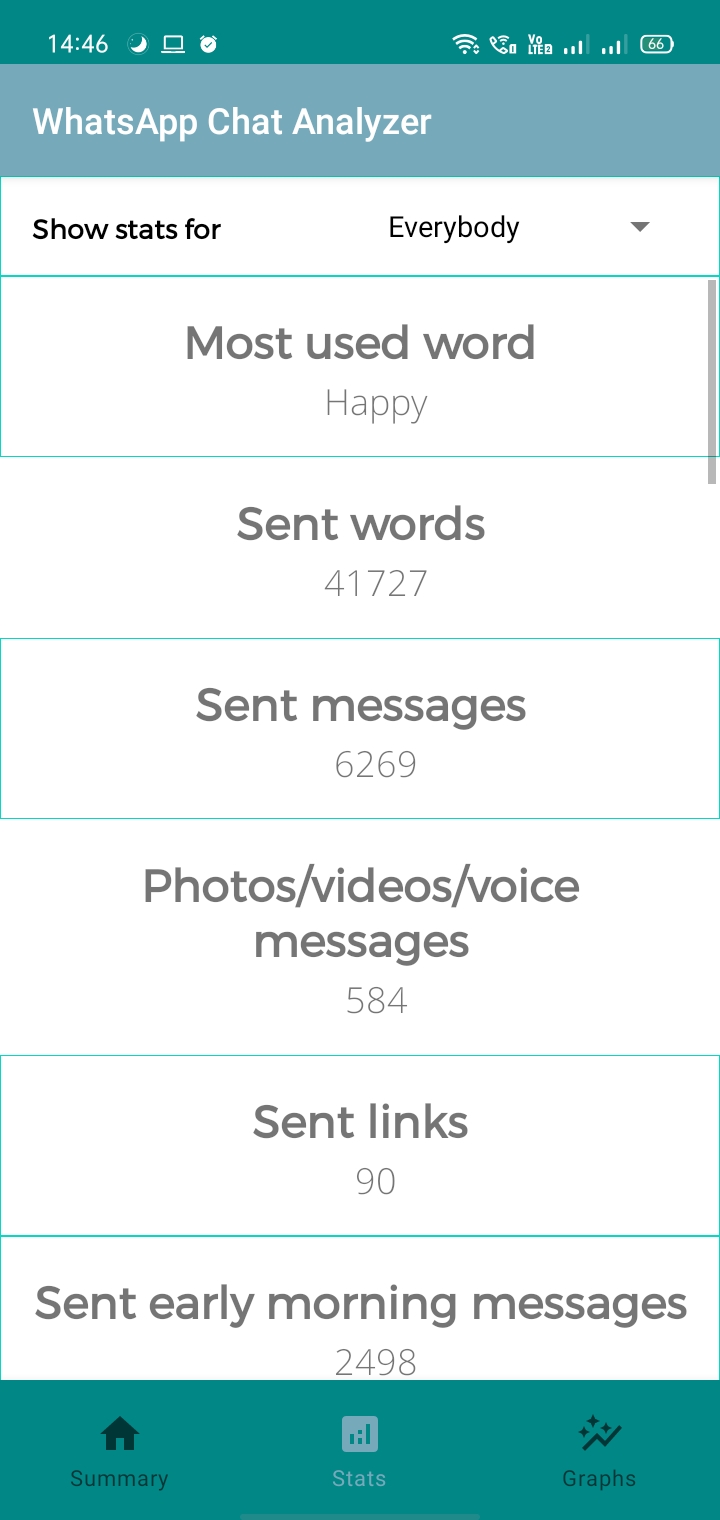 14:46
Vo LTE2
66
WhatsApp Chat Analyzer
Show stats for Everybody
Most used word
Happy
Sent words
41727
Sent messages
6269
Photos/videos/voice
messages
584
Sent links
90
Sent early morning messages
2498
Summary Stats Graphs